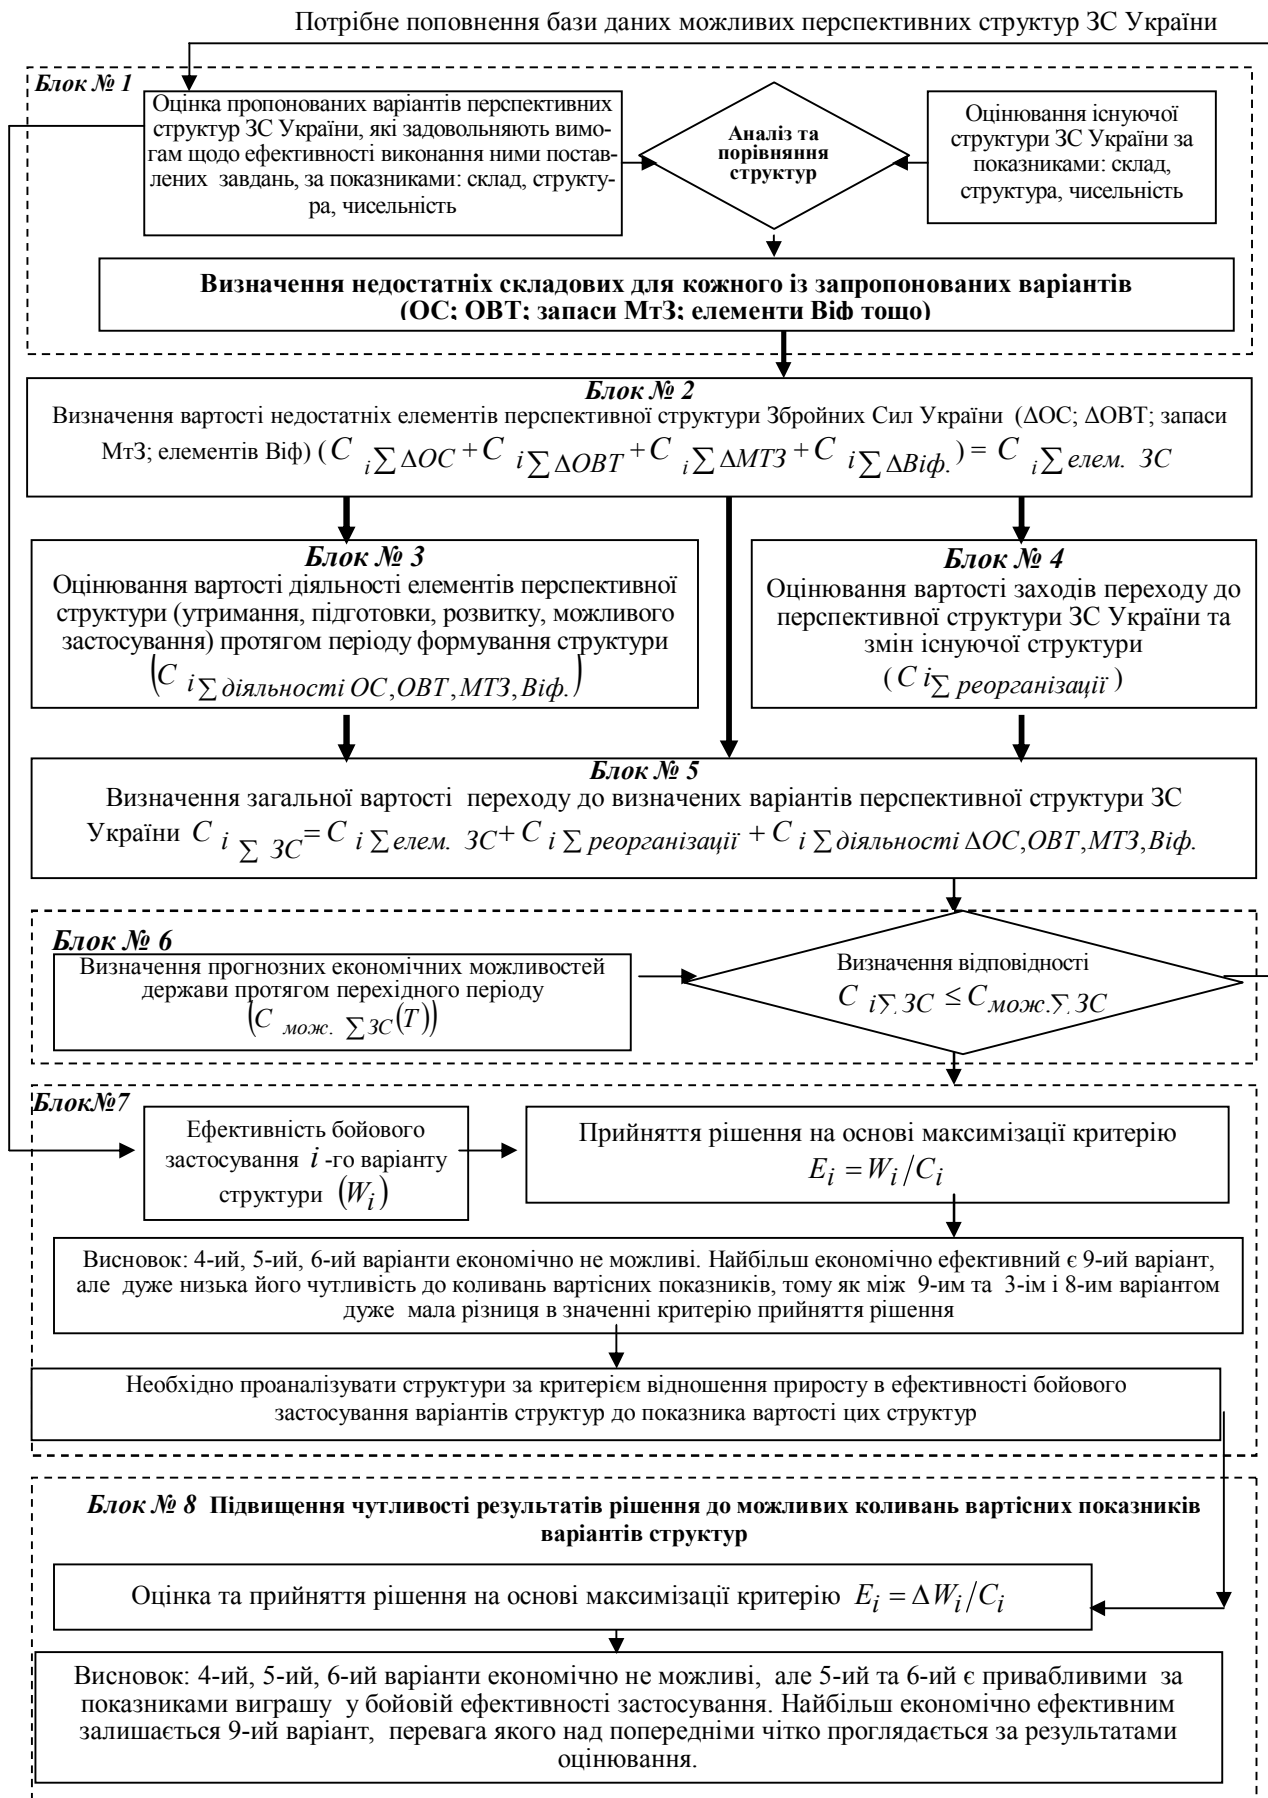 Потрібне поповнення бази даних можливих перспективних структур ЗС України
Блок № 1
Оцінка пропонованих варіантів перспективних
структур ЗС України, які задовольняють вимо-
гам щодо ефективності виконання ними постав-
лених завдань, за показниками: склад, структу-
ра, чисельність
Аналіз та
порівняння
структур
Оцінювання існуючої
структури ЗС України за
показниками: склад,
структура, чисельність
Визначення недостатніх складових для кожного із запропонованих варіантів
(ОС; ОВТ; запаси МтЗ; елементи Віф тощо)
Блок № 2
Визначення вартості недостатніх елементів перспективної структури Збройних Сил України (ΔОС; ΔОВТ; запаси
МтЗ; елементів Віф) ( C i∑ΔОС + C i∑ΔОВТ + C i∑ΔМТЗ + C i∑ΔВіф. ) = C i∑елем. ЗС
Блок № 3
Оцінювання вартості діяльності елементів перспективної
структури (утримання, підготовки, розвитку, можливого
застосування) протягом періоду формування структури
(C i∑діяльності ОС,ОВТ,МТЗ,Віф.)
Блок № 4
Оцінювання вартості заходів переходу до
перспективної структури ЗС України та
змін існуючої структури
( C i∑ реорганізації )
Блок № 5
Визначення загальної вартості переходу до визначених варіантів перспективної структури ЗС
України C i ∑ ЗС = C i∑елем. ЗС + C i∑ реорганізації + C i∑діяльності ΔОС,ОВТ,МТЗ,Віф.
Блок № 6
Визначення прогнозних економічних можливостей
держави протягом перехідного періоду
(C мож. ∑ЗС(T))
Визначення відповідності
C i∑ЗС ≤ C мож.∑ЗС
Блок№7
Ефективність бойового
застосування i -го варіанту
структури (W i)
Прийняття рішення на основі максимізації критерію
E i = W i/C i
Висновок: 4-ий, 5-ий, 6-ий варіанти економічно не можливі. Найбільш економічно ефективний є 9-ий варіант,
але дуже низька його чутливість до коливань вартісних показників, тому як між 9-им та 3-ім і 8-им варіантом
дуже мала різниця в значенні критерію прийняття рішення
Необхідно проаналізувати структури за критерієм відношення приросту в ефективності бойового
застосування варіантів структур до показника вартості цих структур
Блок № 8 Підвищення чутливості результатів рішення до можливих коливань вартісних показників
варіантів структур
Оцінка та прийняття рішення на основі максимізації критерію E i = ΔW i/C i
Висновок: 4-ий, 5-ий, 6-ий варіанти економічно не можливі, але 5-ий та 6-ий є привабливими за
показниками виграшу у бойовій ефективності застосування. Найбільш економічно ефективним
залишається 9-ий варіант, перевага якого над попередніми чітко проглядається за результатами
оцінювання.